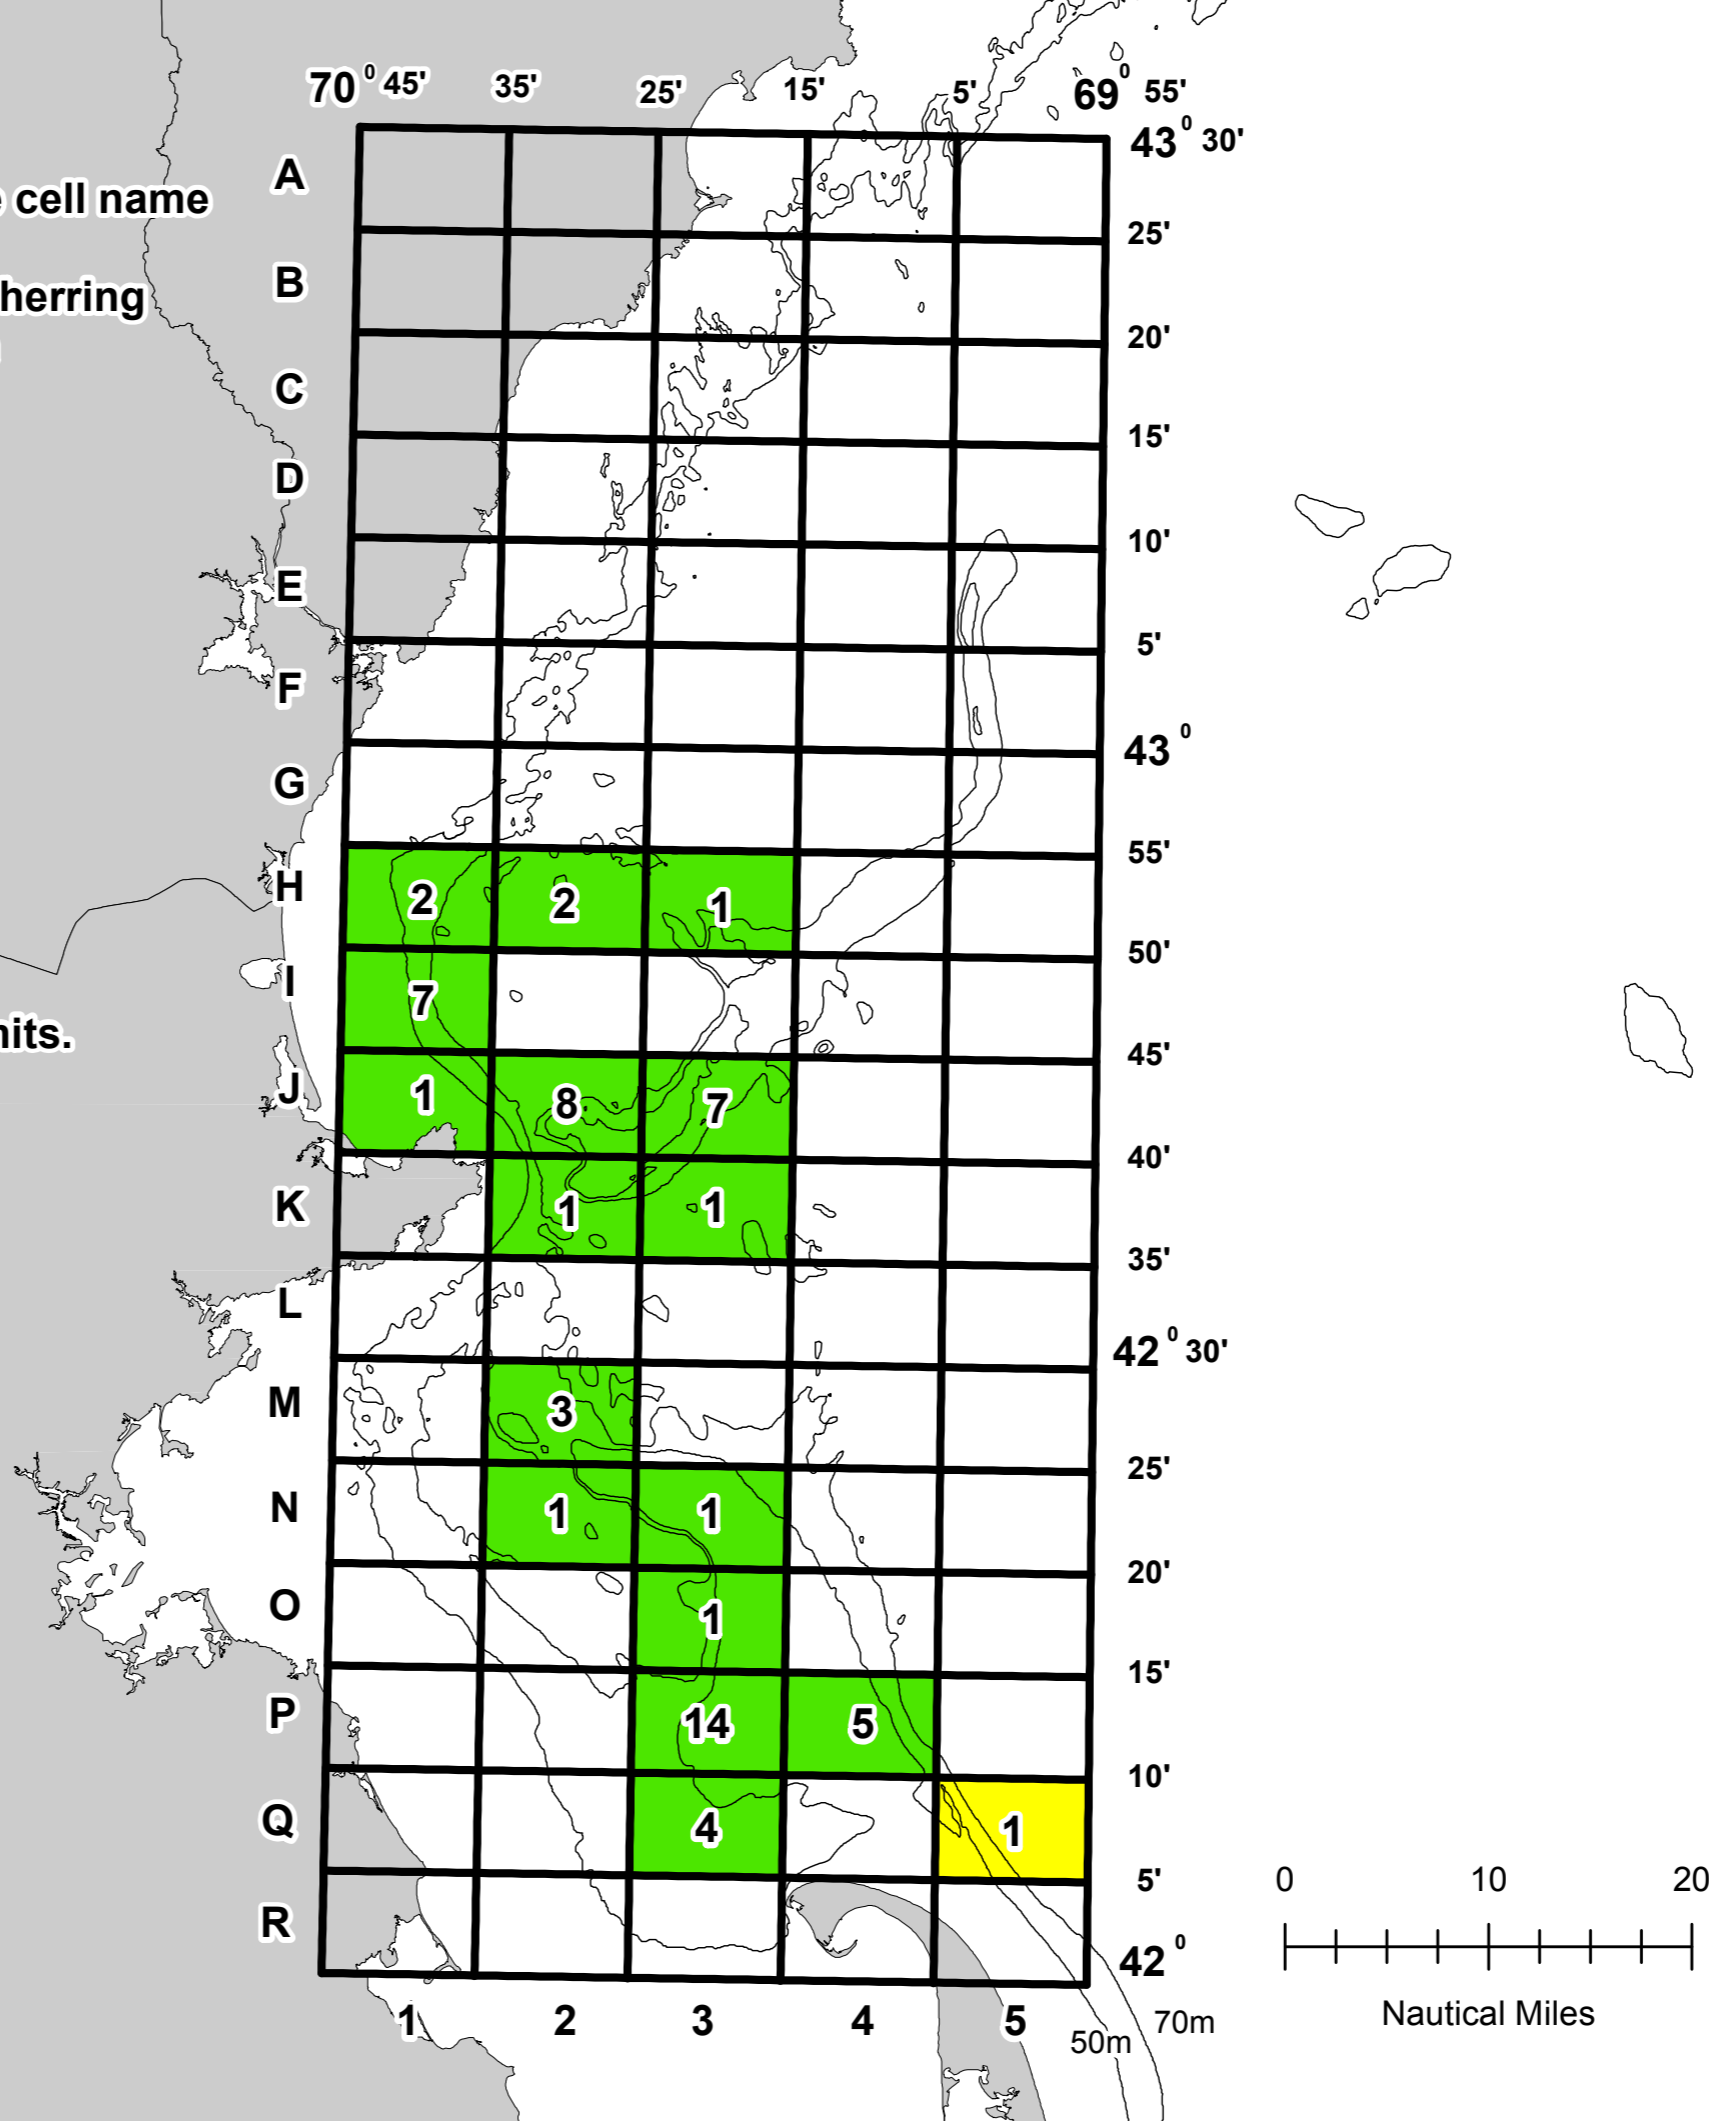 70° 45' 35' 25' 15' 5' 69° 55'
43° 30'
A
cell name
25'
B
herring
20'
C
15'
D
10'
E
5'
F
43°
G
55'
H 2 2 1
50'
I 7
its.
45'
J 1 8 7
40'
K 1 1
35'
L
42° 30'
M 3
25'
N 1 1
20'
O 1
15'
P 14 5
10'
Q 4 1
5'
0 10 20
R
42°
Nautical Miles
1 2 3 4 5
70m
50m